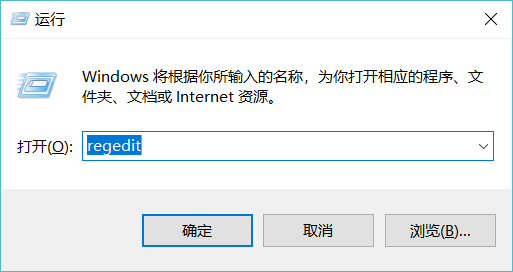 运行
Windows 将根据你所输入的名称，为你打开相应的程序、文
件夹、文档或 Internet 资源。
打开(O): regedit
确定 取消 浏览(B)...